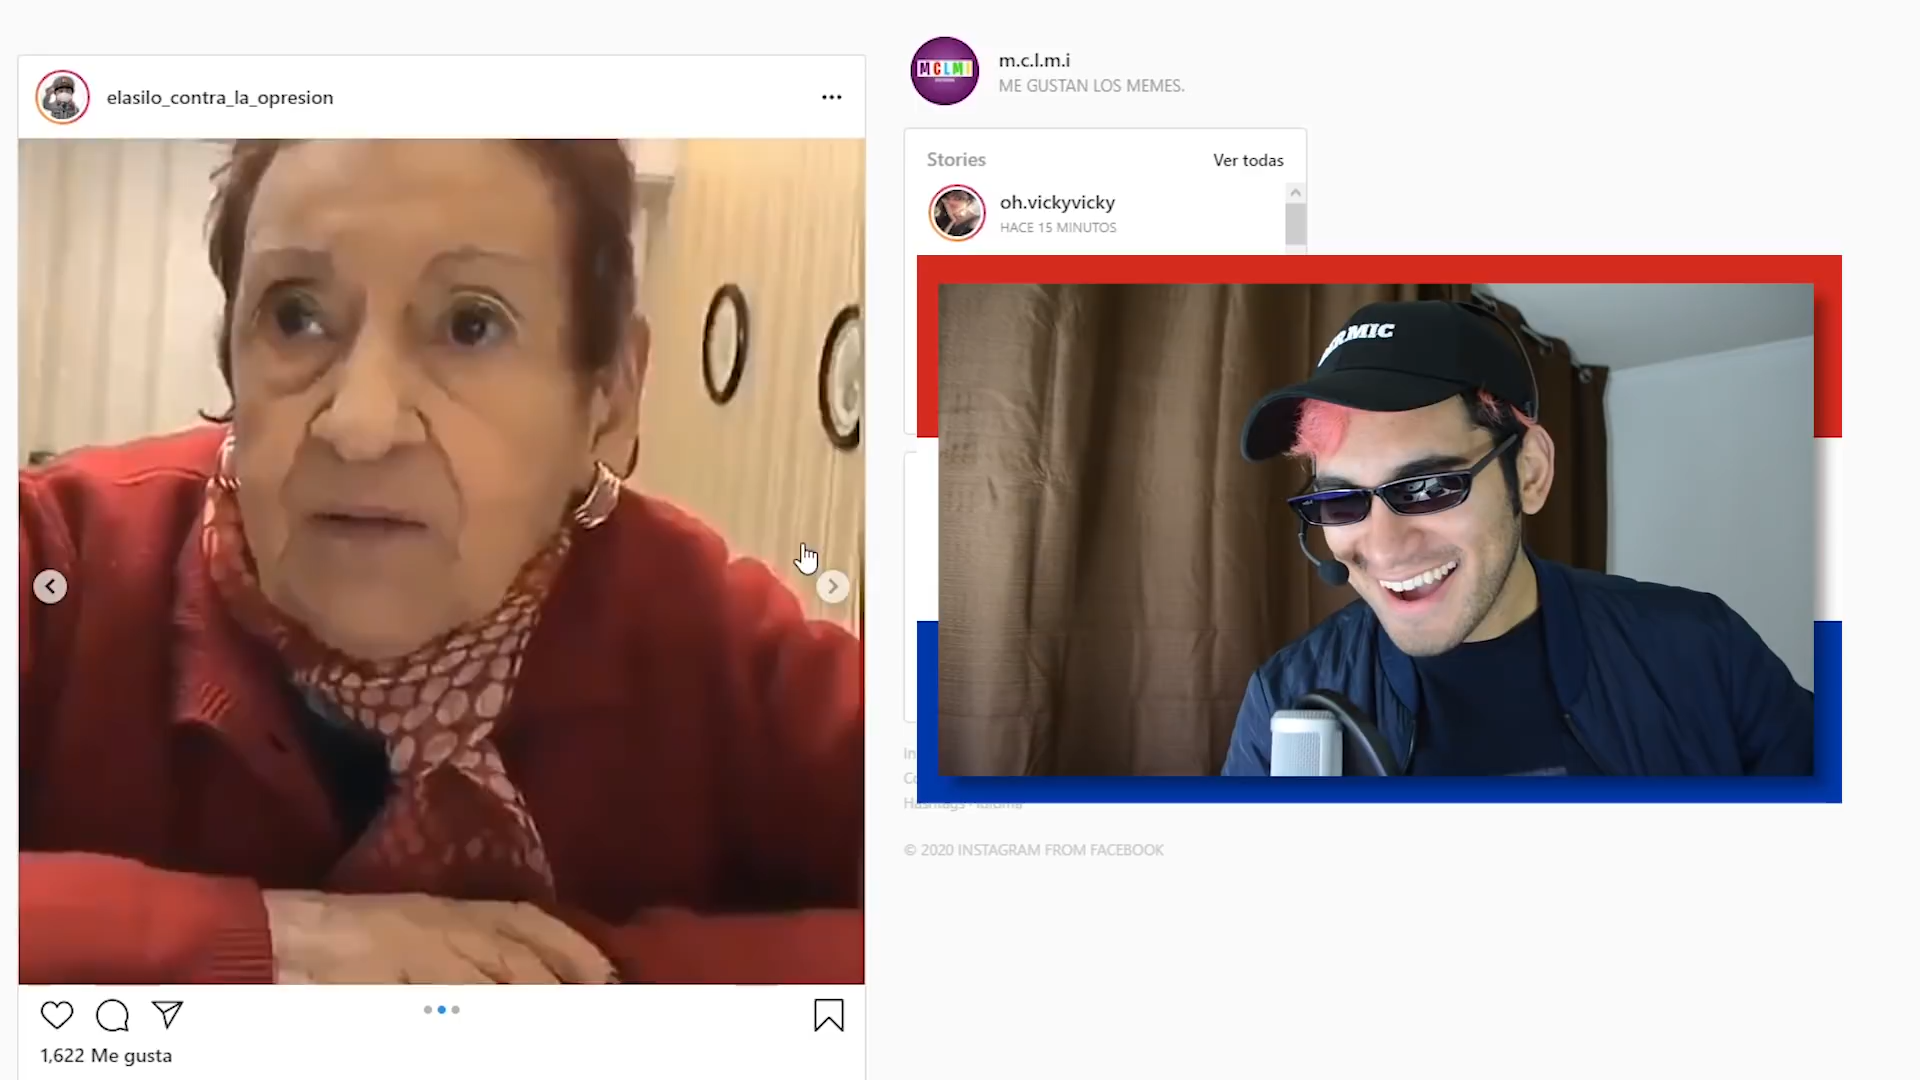 elasilo_contra_la_opresion
1,622 Me gusta
MCLMI
m.c.l.m.i
ME GUSTAN LOS MEMES.
Stories
Ver todas
oh.vickyvicky
HACE 15 MINUTOS
© 2020 INSTAGRAM FROM FACEBOOK